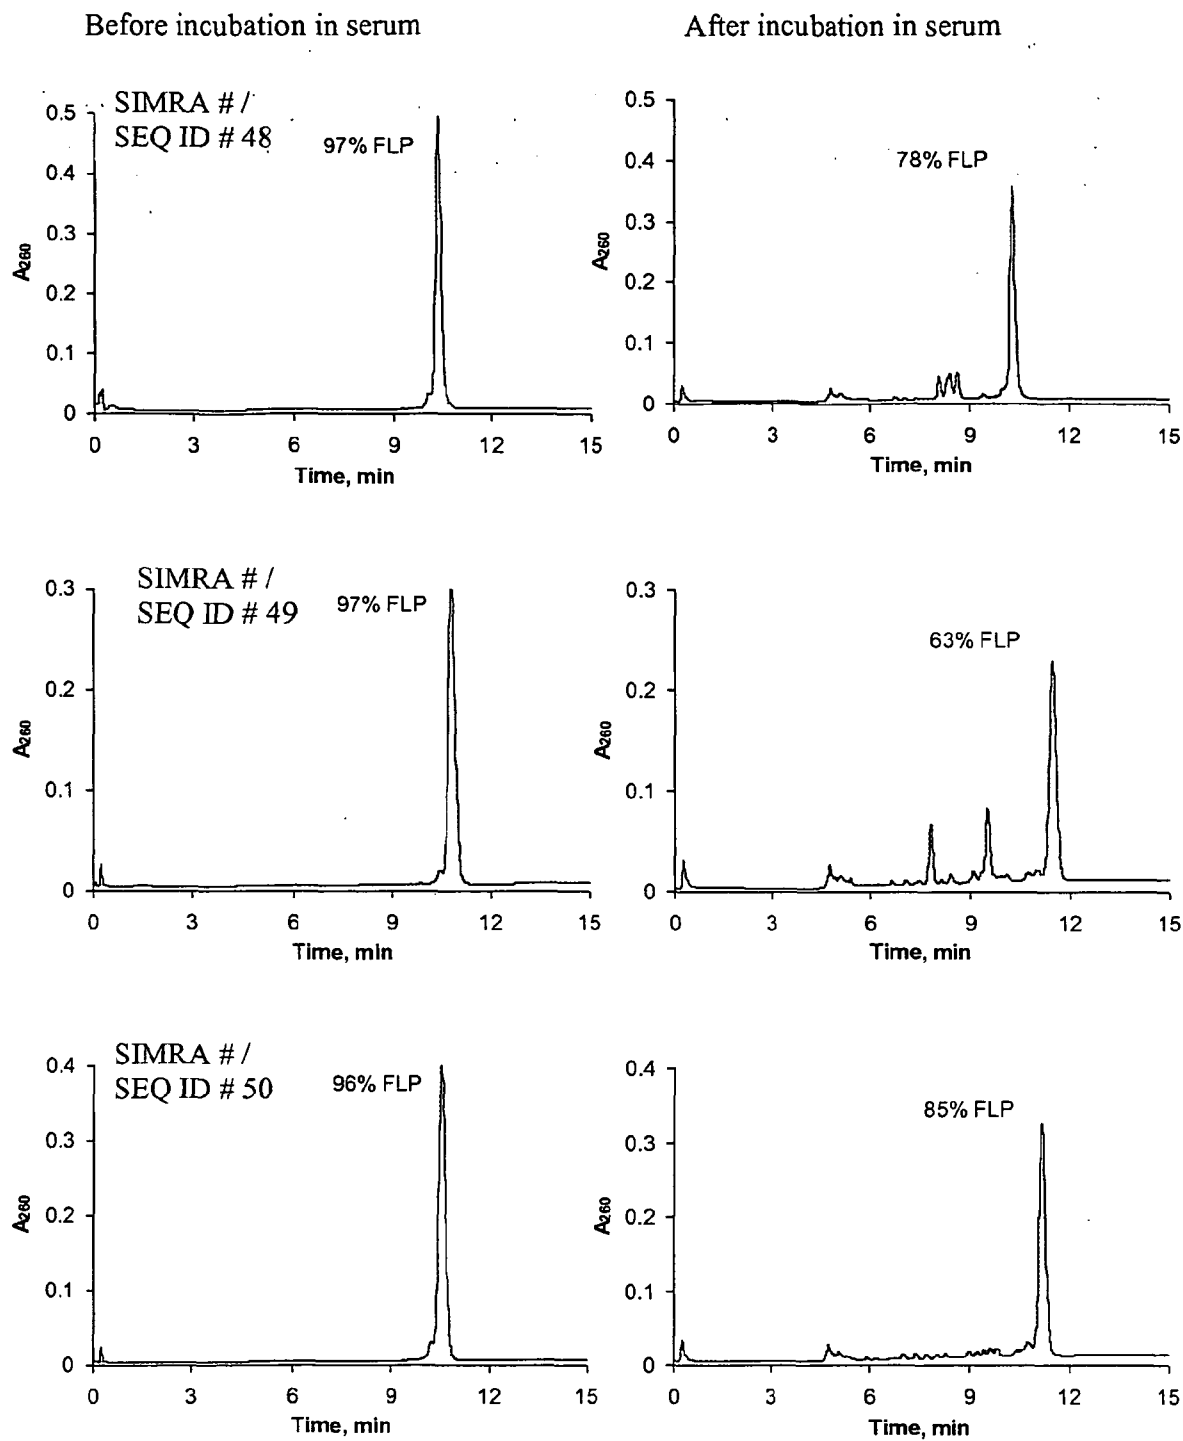 Before incubation in serum
After incubation in serum
SIMRA # /
SEQ ID # 48
97% FLP
0.5
0.4
0.3
0.2
0.1
0
A260
0 3 6 9 12 15
Time, min
78% FLP
0.5
0.4
0.3
0.2
0.1
0
A260
0 3 6 9 12 15
Time, min
SIMRA # /
SEQ ID # 49
97% FLP
0.3
0.2
0.1
0
A260
0 3 6 9 12 15
Time, min
63% FLP
0.3
0.2
0.1
0
A260
0 3 6 9 12 15
Time, min
SIMRA # /
SEQ ID # 50
96% FLP
0.4
0.3
0.2
0.1
0
A260
0 3 6 9 12 15
Time, min
85% FLP
0.4
0.3
0.2
0.1
0
A260
0 3 6 9 12 15
Time, min